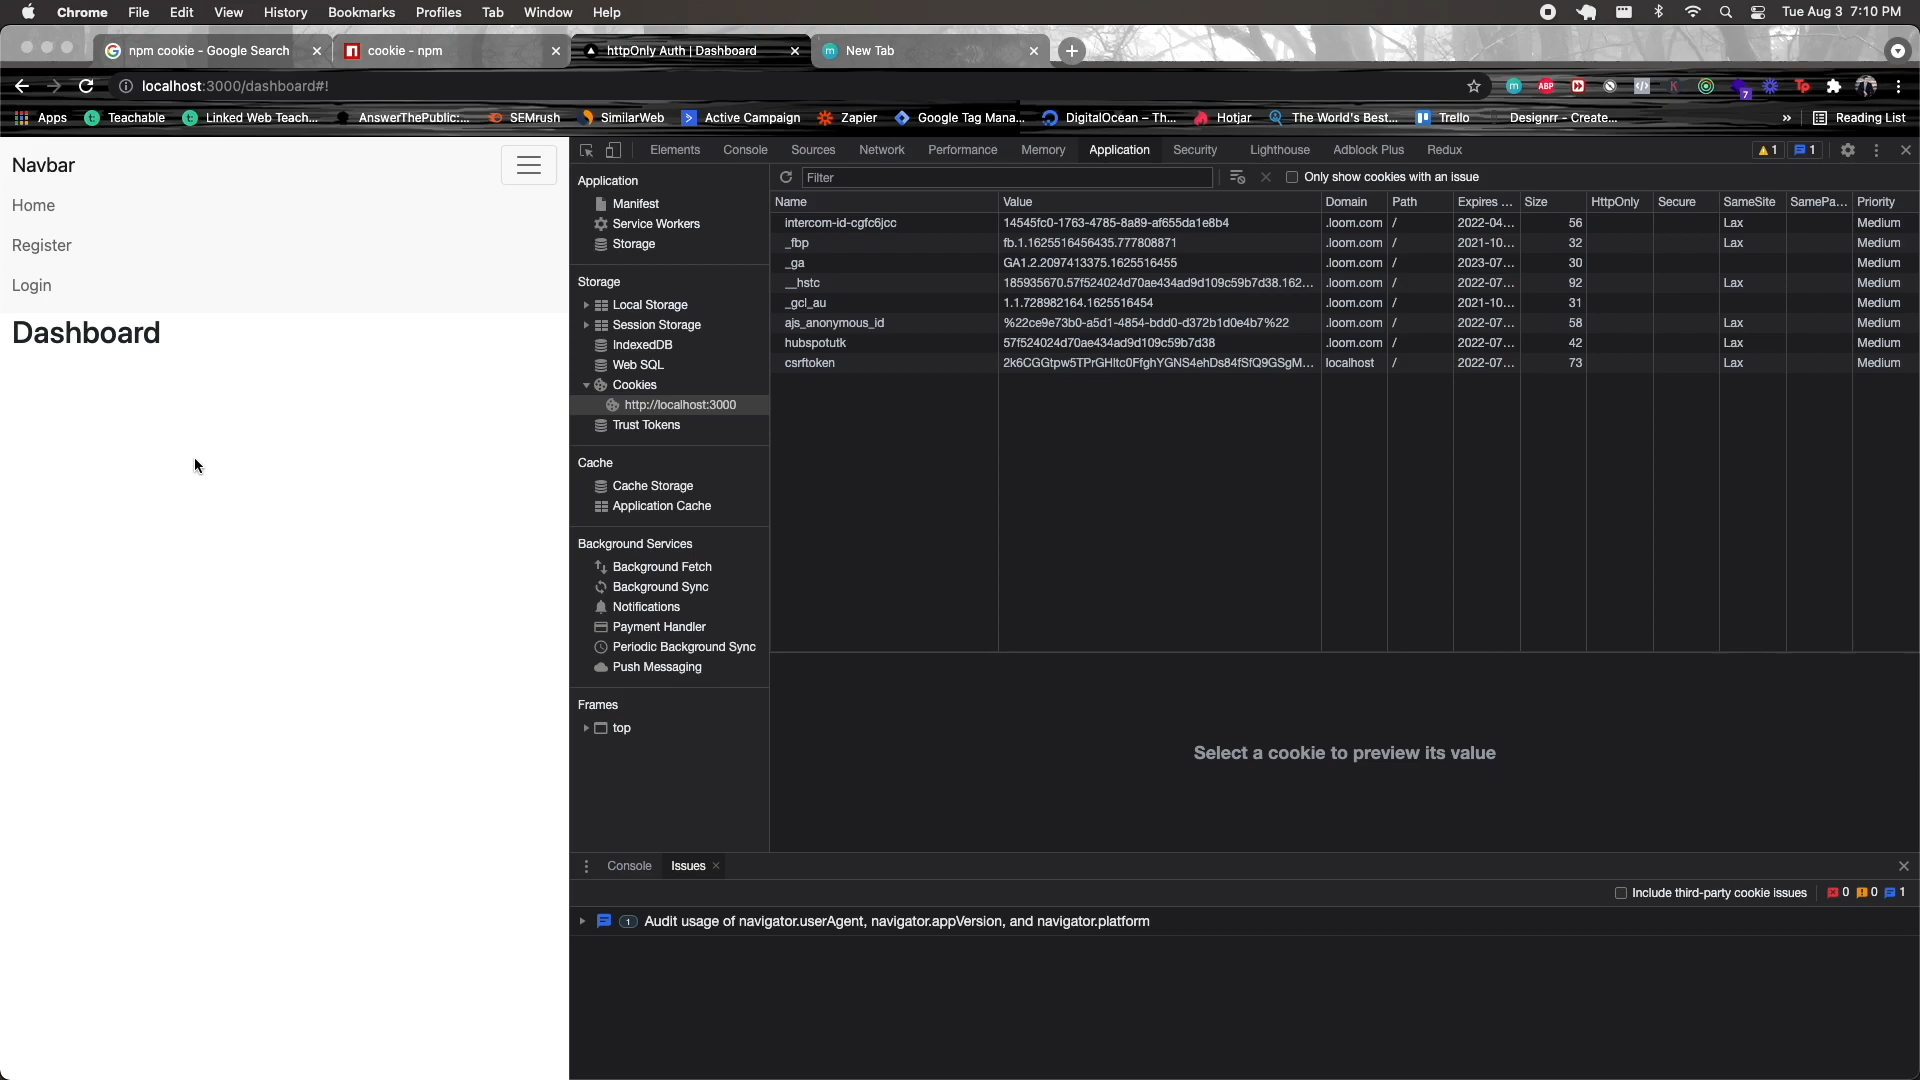 Chrome File Edit View History Bookmarks Profiles Tab Window Help Tue Aug 3 7:10 PM
npm cookie - Google Search cookie - npm httpOnly Auth | Dashboard New Tab
localhost:3000/dashboard#!
Apps Teachable Linked Web Teach... AnswerThePublic:... SEMrush SimilarWeb Active Campaign Zapier Google Tag Mana... DigitalOcean – Th... Hotjar The World's Best... Trello Designrr - Create... » Reading List
Navbar
Home
Register
Login
Dashboard
Elements Console Sources Network Performance Memory Application Security Lighthouse Adblock Plus Redux 1 1
Application
Manifest
Service Workers
Storage
Storage
Local Storage
Session Storage
IndexedDB
Web SQL
Cookies
http://localhost:3000
Trust Tokens
Cache
Cache Storage
Application Cache
Background Services
Background Fetch
Background Sync
Notifications
Payment Handler
Periodic Background Sync
Push Messaging
Frames
top
Filter Only show cookies with an issue
Name Value Domain Path Expires ... Size HttpOnly Secure SameSite SamePa... Priority
intercom-id-cgfc6jcc 14545fc0-1763-4785-8a89-af655da1e8b4 .loom.com / 2022-04... 56 Lax Medium
_fbp fb.1.1625516456435.777808871 .loom.com / 2021-10... 32 Lax Medium
_ga GA1.2.2097413375.1625516455 .loom.com / 2023-07... 30 Medium
__hstc 185935670.57f524024d70ae434ad9d109c59b7d38.162... .loom.com / 2022-07... 92 Lax Medium
_gcl_au 1.1.728982164.1625516454 .loom.com / 2021-10... 31 Medium
ajs_anonymous_id %22ce9e73b0-a5d1-4854-bdd0-d372b1d0e4b7%22 .loom.com / 2022-07... 58 Lax Medium
hubspotutk 57f524024d70ae434ad9d109c59b7d38 .loom.com / 2022-07... 42 Lax Medium
csrftoken 2k6CGGtpw5TPrGHltc0FfghYGNS4ehDs84fSfQ9GSgM... localhost / 2022-07... 73 Lax Medium
Select a cookie to preview its value
Console Issues
Include third-party cookie issues 0 0 1
1 Audit usage of navigator.userAgent, navigator.appVersion, and navigator.platform